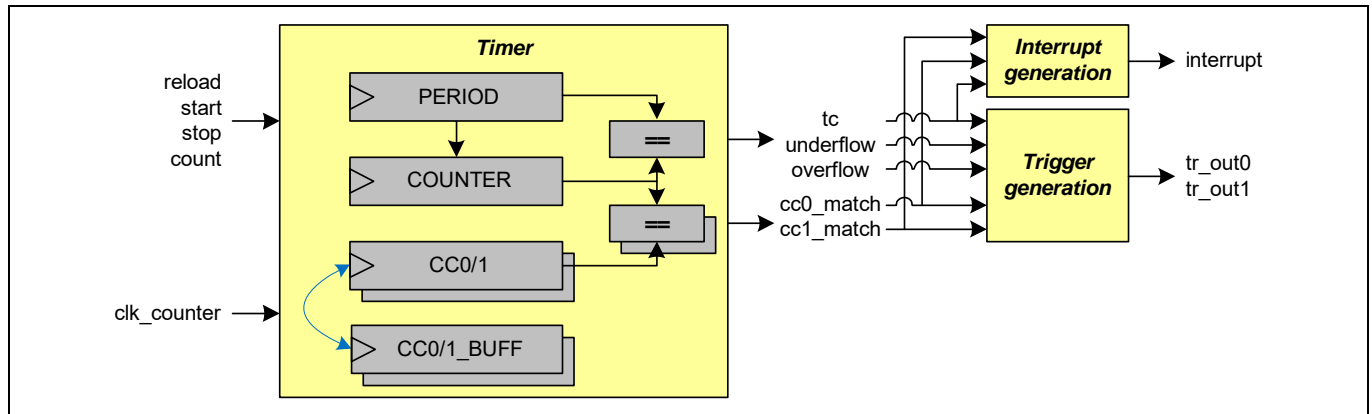 Timer
reload
start
stop
count
clk_counter
PERIOD
COUNTER
CC0/1
CC0/1_BUFF
==
==
tc
underflow
overflow
cc0_match
cc1_match
Interrupt
generation
Trigger
generation
interrupt
tr_out0
tr_out1